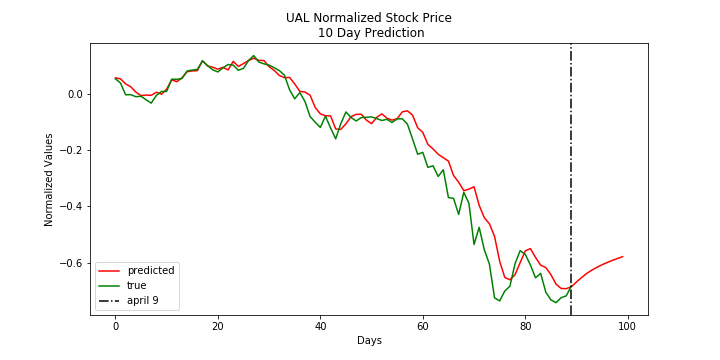 UAL Normalized Stock Price
10 Day Prediction
Normalized Values
0.0
−0.2
−0.4
−0.6
predicted
true
april 9
0
20
40
60
80
100
Days